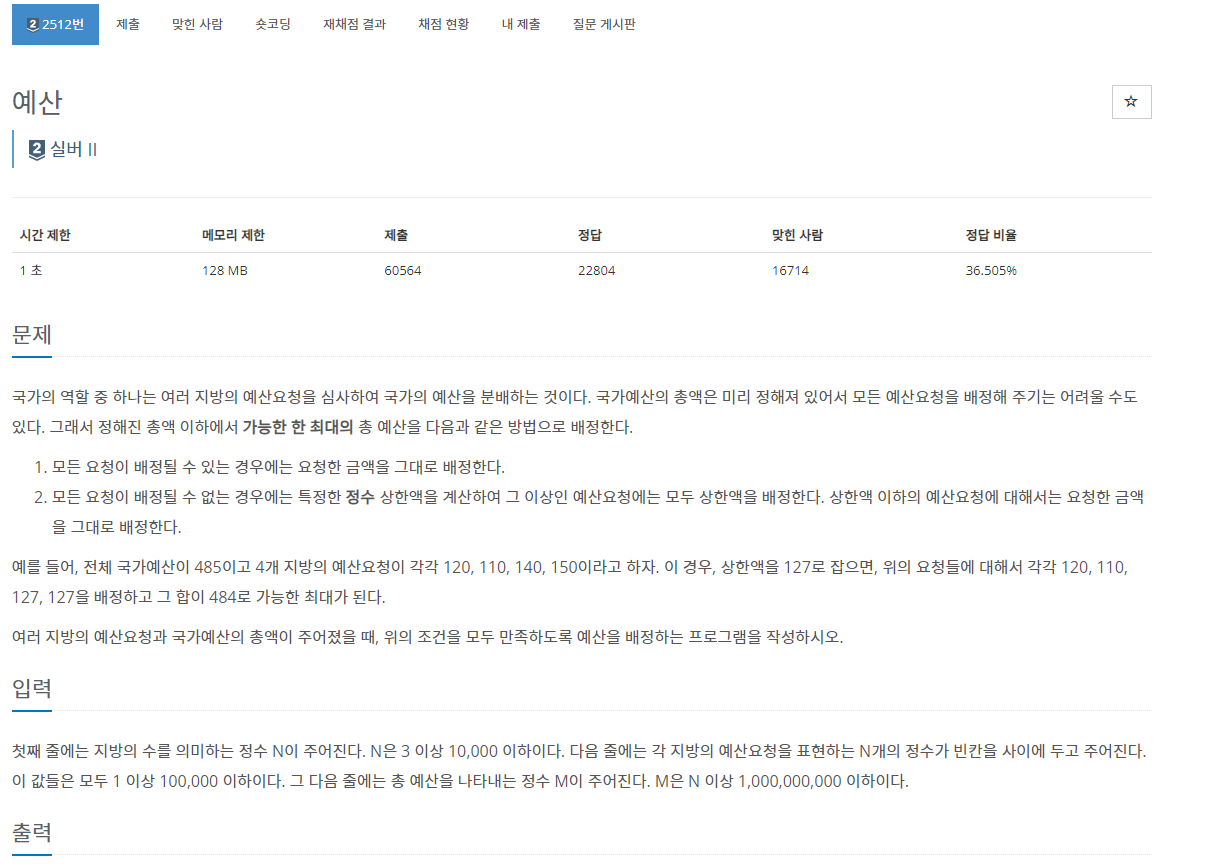 2 2512번 제출 맞힌 사람 숏코딩 재채점 결과 채점 현황 내 제출 질문 게시판
예산
☆
2 실버 II
시간 제한 메모리 제한 제출 정답 맞힌 사람 정답 비율
1 초 128 MB 60564 22804 16714 36.505%
문제
국가의 역할 중 하나는 여러 지방의 예산요청을 심사하여 국가의 예산을 분배하는 것이다. 국가예산의 총액은 미리 정해져 있어서 모든 예산요청을 배정해 주기는 어려울 수도
있다. 그래서 정해진 총액 이하에서 가능한 한 최대의 총 예산을 다음과 같은 방법으로 배정한다.
1. 모든 요청이 배정될 수 있는 경우에는 요청한 금액을 그대로 배정한다.
2. 모든 요청이 배정될 수 없는 경우에는 특정한 정수 상한액을 계산하여 그 이상인 예산요청에는 모두 상한액을 배정한다. 상한액 이하의 예산요청에 대해서는 요청한 금액
을 그대로 배정한다.
예를 들어, 전체 국가예산이 485이고 4개 지방의 예산요청이 각각 120, 110, 140, 150이라고 하자. 이 경우, 상한액을 127로 잡으면, 위의 요청들에 대해서 각각 120, 110,
127, 127을 배정하고 그 합이 484로 가능한 최대가 된다.
여러 지방의 예산요청과 국가예산의 총액이 주어졌을 때, 위의 조건을 모두 만족하도록 예산을 배정하는 프로그램을 작성하시오.
입력
첫째 줄에는 지방의 수를 의미하는 정수 N이 주어진다. N은 3 이상 10,000 이하이다. 다음 줄에는 각 지방의 예산요청을 표현하는 N개의 정수가 빈칸을 사이에 두고 주어진다.
이 값들은 모두 1 이상 100,000 이하이다. 그 다음 줄에는 총 예산을 나타내는 정수 M이 주어진다. M은 N 이상 1,000,000,000 이하이다.
출력